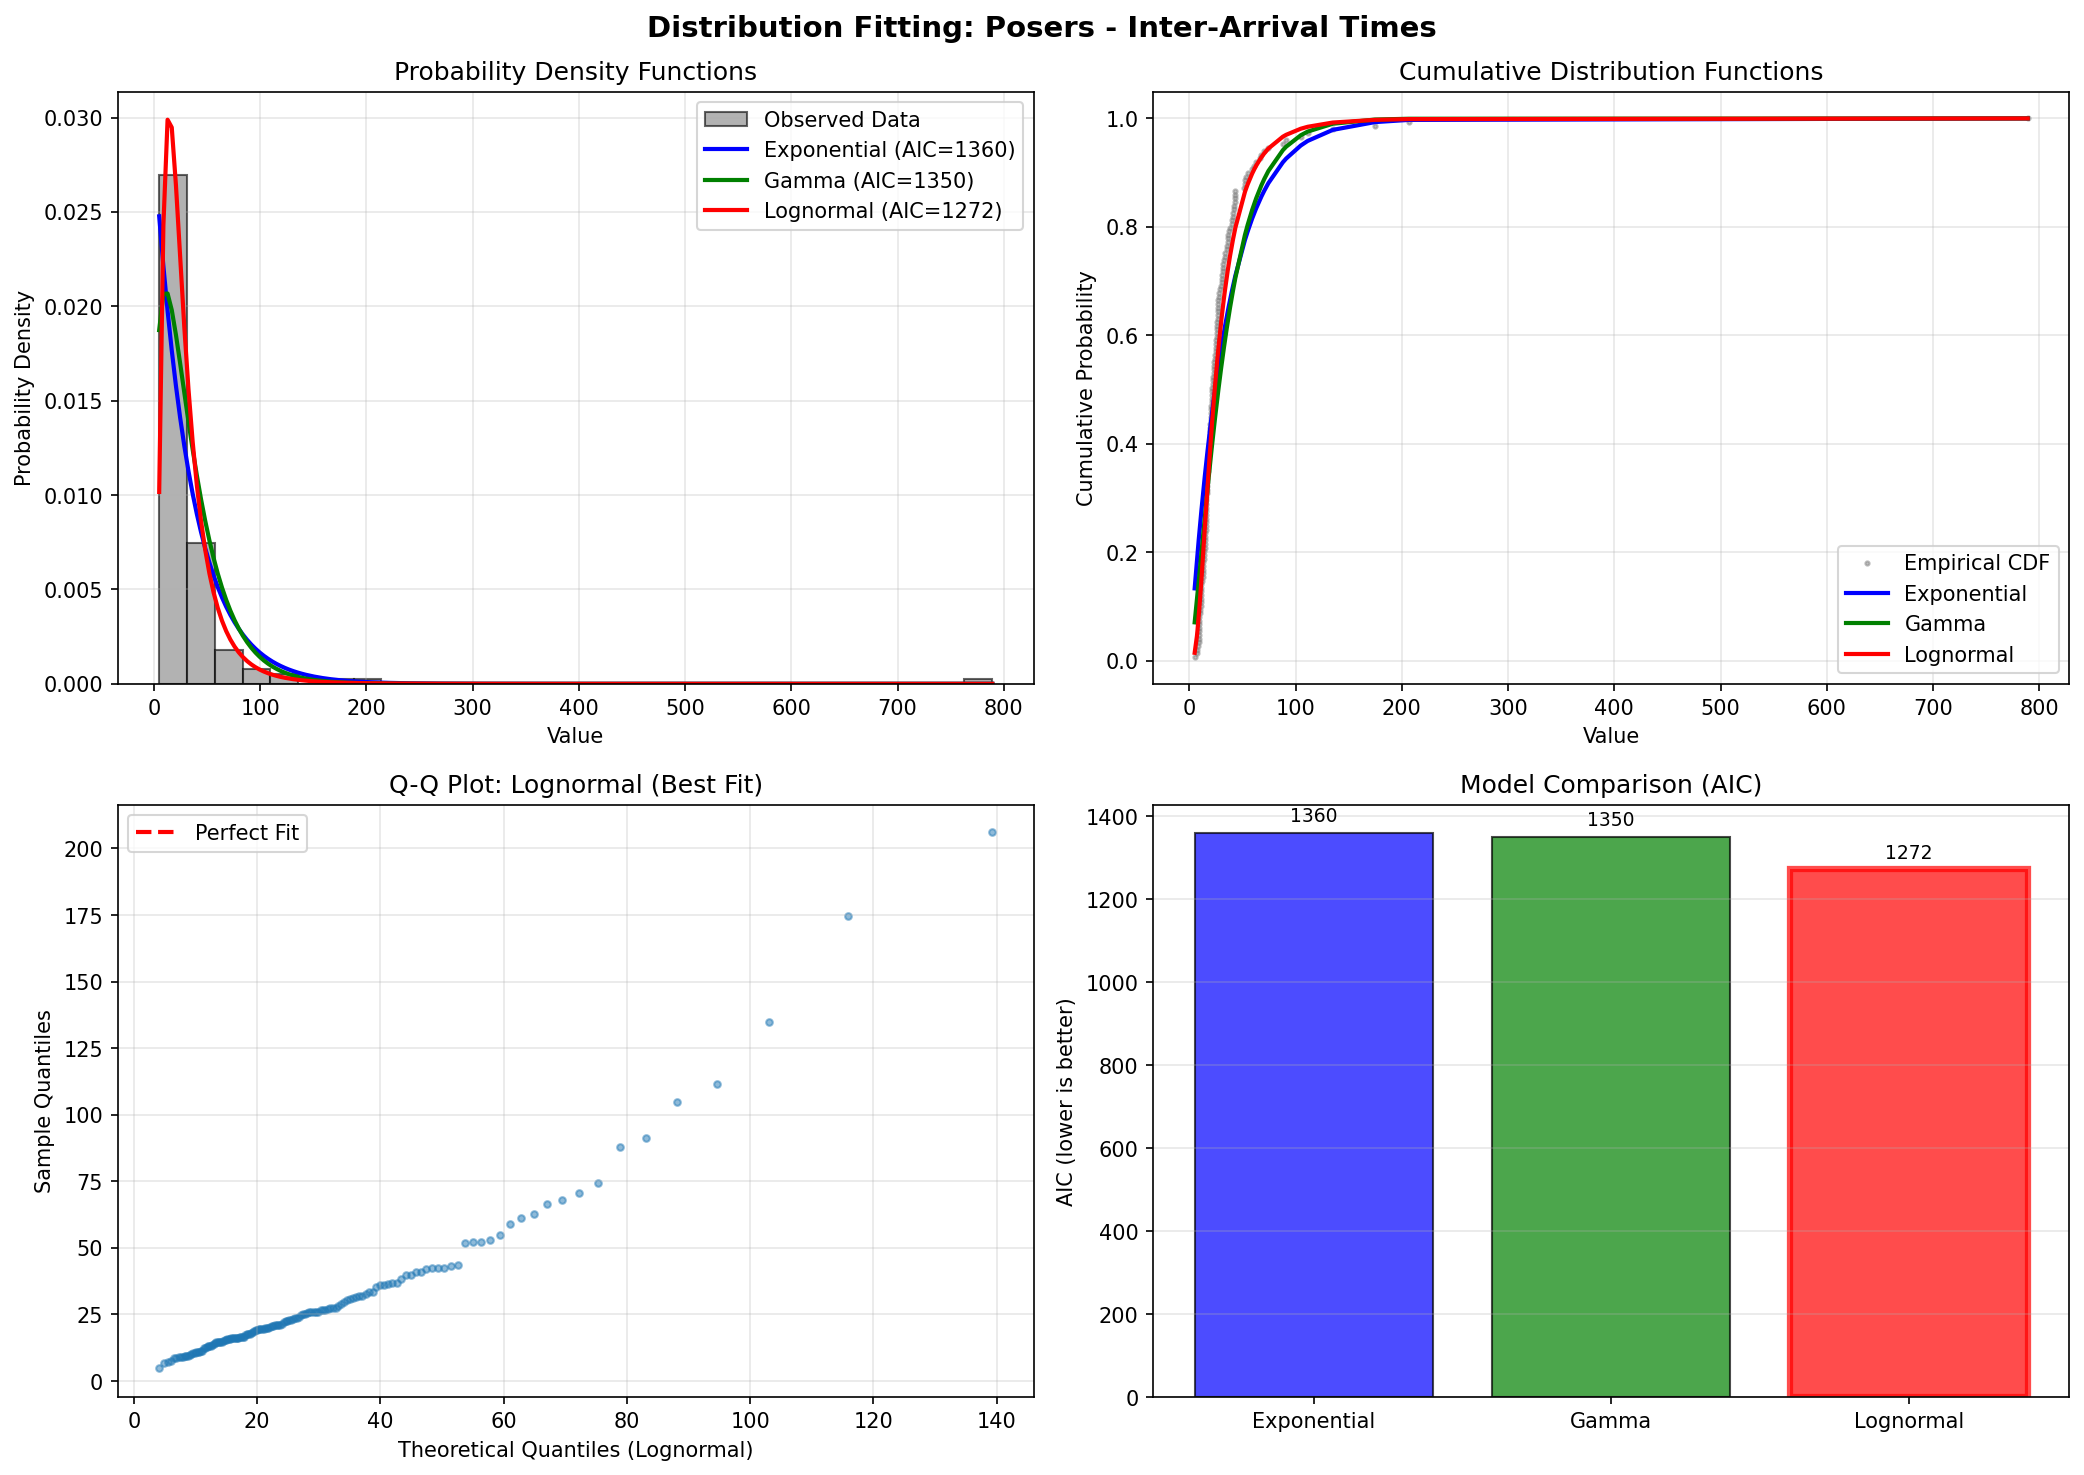 Distribution Fitting: Posers - Inter-Arrival Times
Probability Density Functions
Probability Density
0.030
0.025
0.020
0.015
0.010
0.005
0.000
Observed Data
Exponential (AIC=1360)
Gamma (AIC=1350)
Lognormal (AIC=1272)
0 100 200 300 400 500 600 700 800
Value
Cumulative Distribution Functions
Cumulative Probability
1.0
0.8
0.6
0.4
0.2
0.0
Empirical CDF
Exponential
Gamma
Lognormal
0 100 200 300 400 500 600 700 800
Value
Q-Q Plot: Lognormal (Best Fit)
Perfect Fit
Sample Quantiles
200
175
150
125
100
75
50
25
0
0 20 40 60 80 100 120 140
Theoretical Quantiles (Lognormal)
Model Comparison (AIC)
AIC (lower is better)
1400
1200
1000
800
600
400
200
0
1360
1350
1272
Exponential Gamma Lognormal